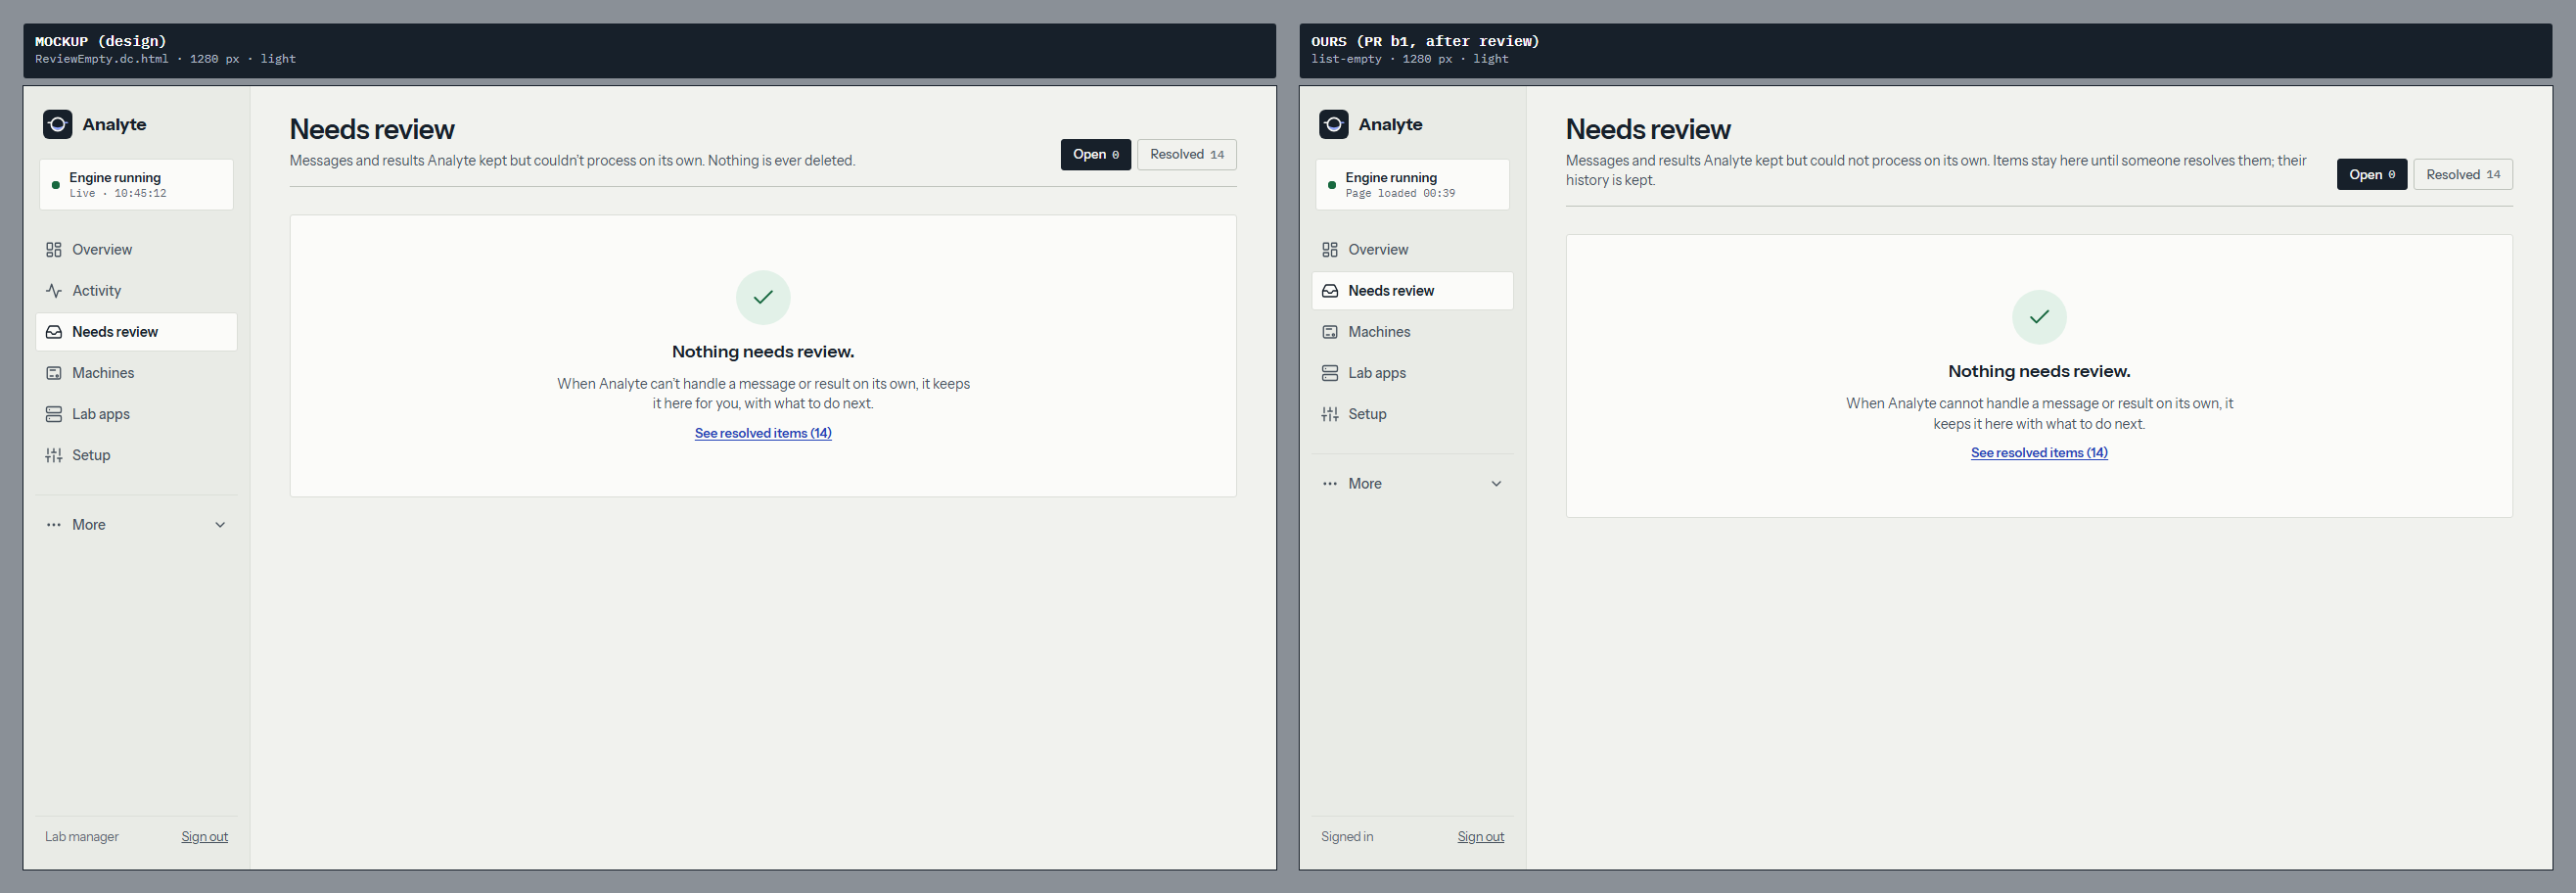 MOCKUP (design)
ReviewEmpty.dc.html · 1280 px · light
Analyte
Engine running
Live · 10:45:12
Overview
Activity
Needs review
Machines
Lab apps
Setup
More
Lab manager
Sign out
Needs review
Messages and results Analyte kept but couldn't process on its own. Nothing is ever deleted.
Open 0
Resolved 14
Nothing needs review.
When Analyte can't handle a message or result on its own, it keeps
it here for you, with what to do next.
See resolved items (14)
OURS (PR b1, after review)
list-empty · 1280 px · light
Analyte
Engine running
Page loaded 00:39
Overview
Needs review
Machines
Lab apps
Setup
More
Signed in
Sign out
Needs review
Messages and results Analyte kept but could not process on its own. Items stay here until someone resolves them; their
history is kept.
Open 0
Resolved 14
Nothing needs review.
When Analyte cannot handle a message or result on its own, it
keeps it here with what to do next.
See resolved items (14)